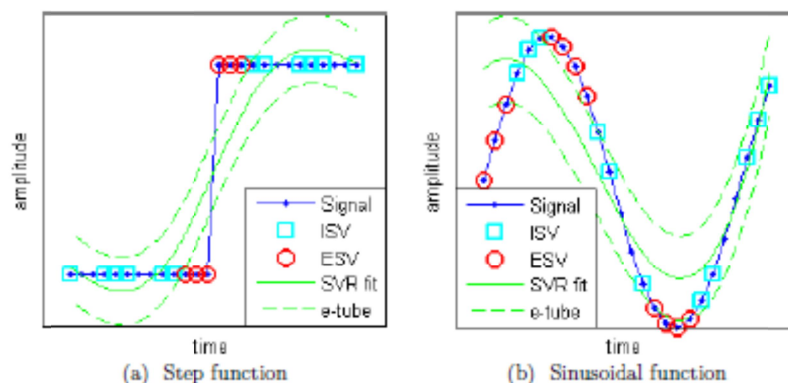 amplitude
Signal
ISV
ESV
SVR fit
e-tube
time
(a) Step function
amplitude
Signal
ISV
ESV
SVR fit
e-tube
time
(b) Sinusoidal function